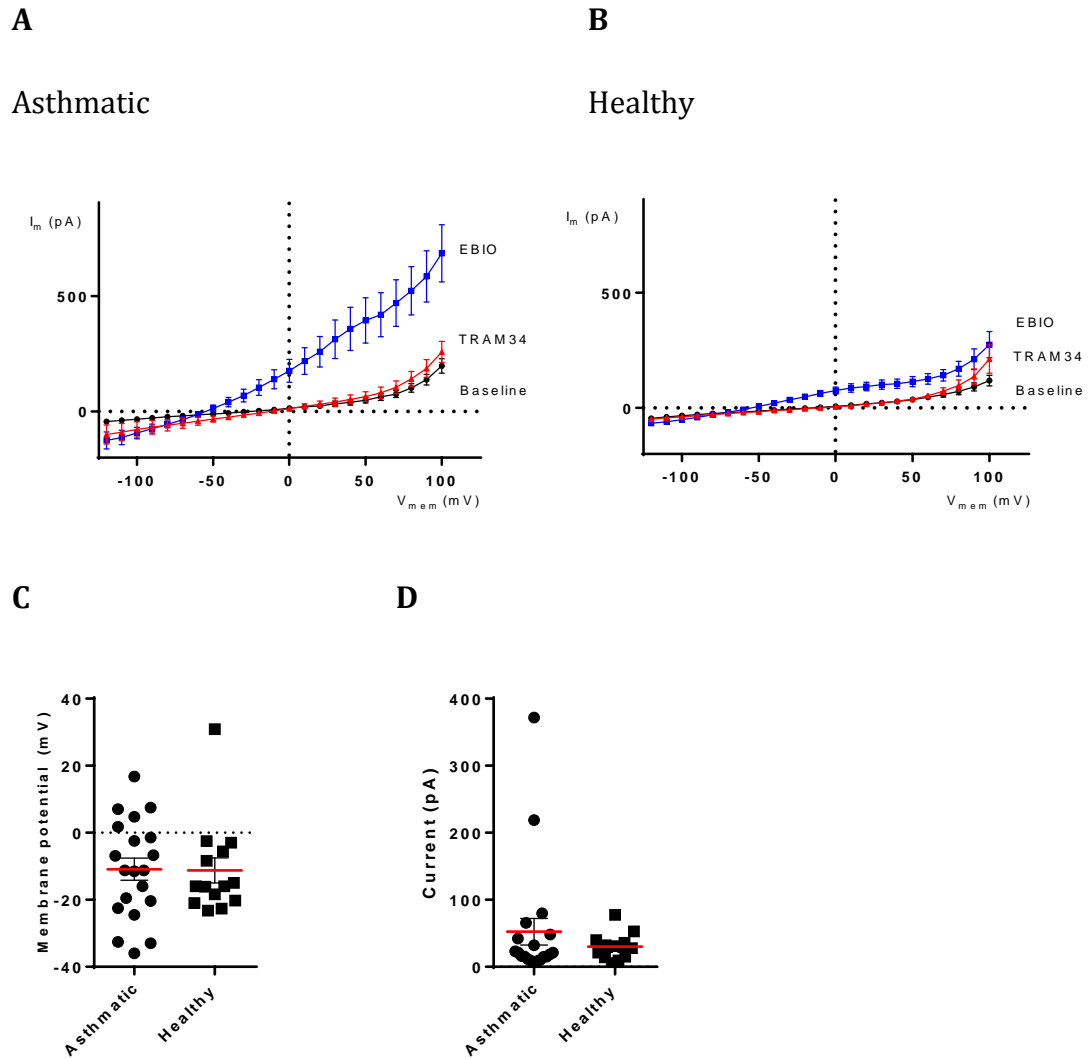 A
B
Asthmatic
Healthy
Im (pA)
EBIO
500
TRAM34
Baseline
0
-100 -50 0 50 100
Vmem (mV)
Im (pA)
500
EBIO
TRAM34
Baseline
0
-100 -50 0 50 100
Vmem (mV)
C
D
Membrane potential (mV)
40
20
0
-20
-40
Asthmatic
Healthy
Current (pA)
400
300
200
100
0
Asthmatic
Healthy